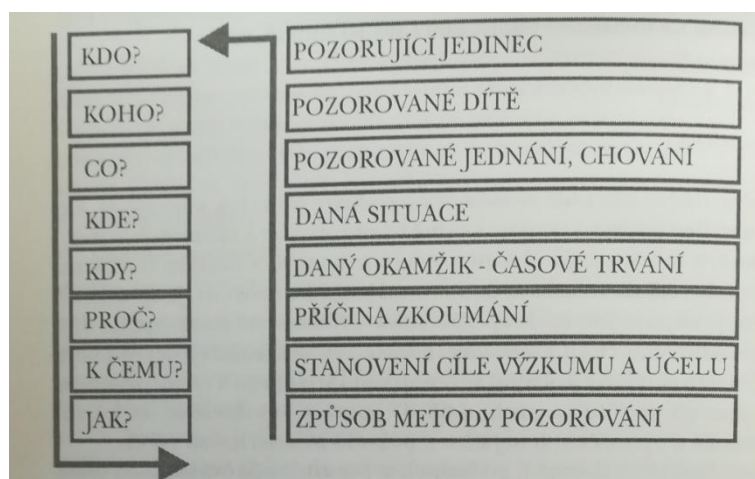 KDO? POZORUJÍCÍ JEDINEC
KOHO? POZOROVANÉ DÍTĚ
CO? POZOROVANÉ JEDNÁNÍ, CHOVÁNÍ
KDE? DANÁ SITUACE
KDY? DANÝ OKAMŽIK - ČASOVÉ TRVÁNÍ
PROČ? PŘÍČINA ZKOUMÁNÍ
K ČEMU? STANOVENÍ CÍLE VÝZKUMU A ÚČELU
JAK? ZPŮSOB METODY POZOROVÁNÍ